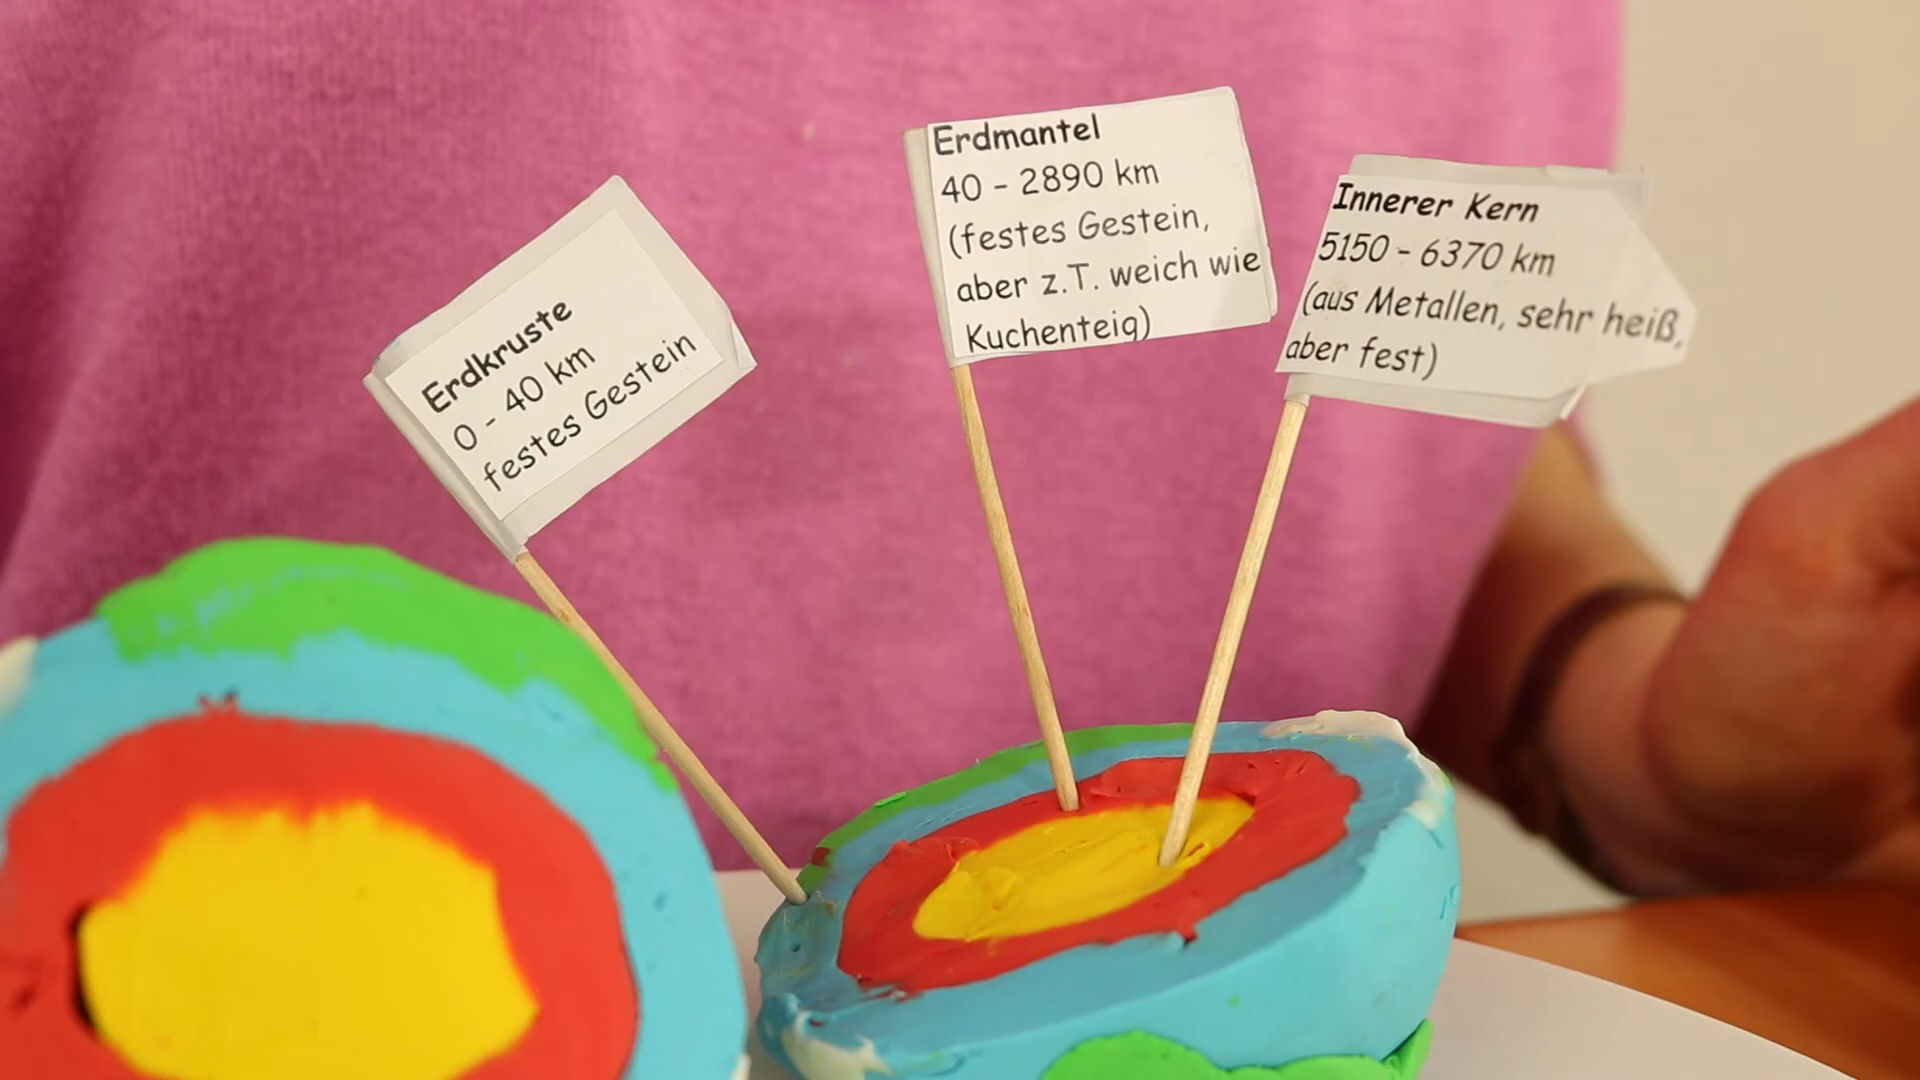 Erdkruste
0 - 40 km
festes Gestein
Erdmantel
40 - 2890 km
(festes Gestein,
aber z.T. weich wie
Kuchenteig)
Innerer Kern
5150 - 6370 km
(aus Metallen, sehr heiß,
aber fest)